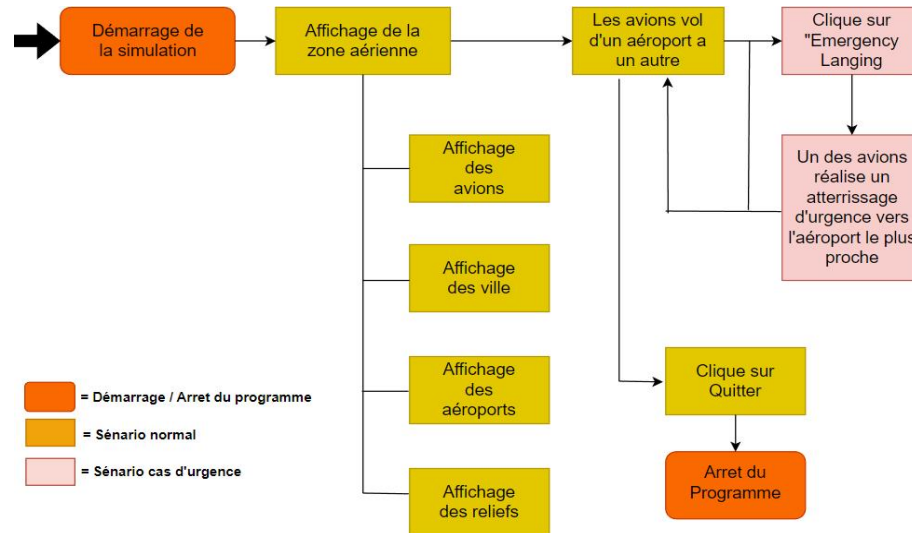 Démarrage de
la simulation
Affichage de la
zone aérienne
Les avions vol
d'un aéroport a
un autre
Clique sur
"Emergency
Langing
Affichage
des
avions
Un des avions
réalise un
atterrissage
d'urgence vers
l'aéroport le plus
proche
Affichage
des ville
Affichage
des
aéroports
Clique sur
Quitter
Affichage
des reliefs
Arret du
Programme
= Démarrage / Arret du programme
= Sénario normal
= Sénario cas d'urgence